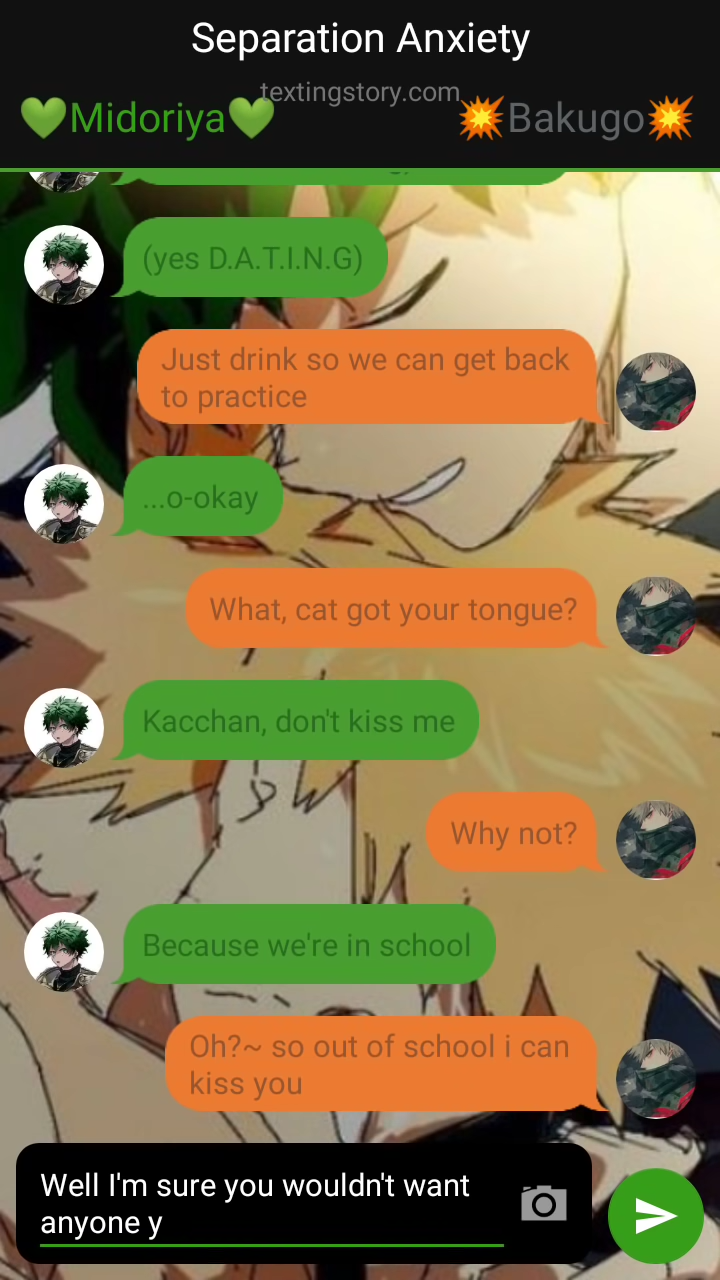 Separation Anxiety
textingstory.com
💚Midoriya💚
💥Bakugo💥
(yes D.A.T.I.N.G)
Just drink so we can get back
to practice
...o-okay
What, cat got your tongue?
Kacchan, don't kiss me
Why not?
Because we're in school
Oh?~ so out of school i can
kiss you
Well I'm sure you wouldn't want
anyone y